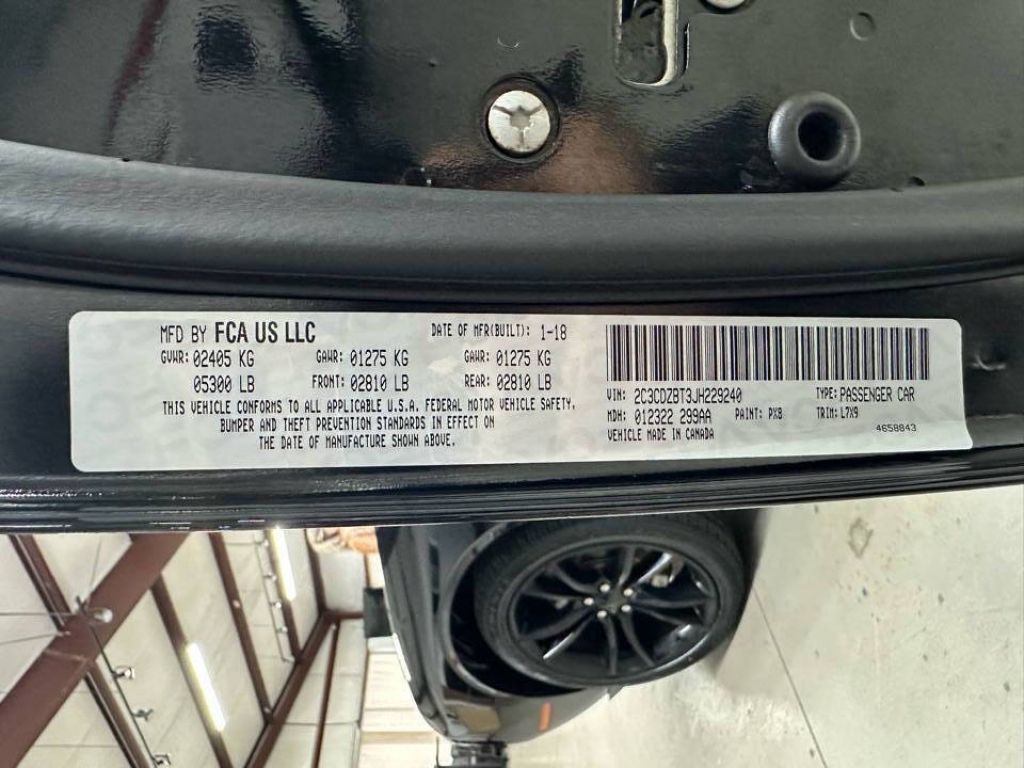 MFD BY FCA US LLC DATE OF MFR(BUILT): 1-18
GVWR: 02405 KG GAWR: 01275 KG GAWR: 01275 KG
05300 LB FRONT: 02810 LB REAR: 02810 LB
THIS VEHICLE CONFORMS TO ALL APPLICABLE U.S.A. FEDERAL MOTOR VEHICLE SAFETY,
BUMPER AND THEFT PREVENTION STANDARDS IN EFFECT ON
THE DATE OF MANUFACTURE SHOWN ABOVE.
VIN: 2C3CDZBT3JH229240 TYPE: PASSENGER CAR
MDH: 012322 299AA PAINT: PX8 TRIM: L7X9
VEHICLE MADE IN CANADA 4658843